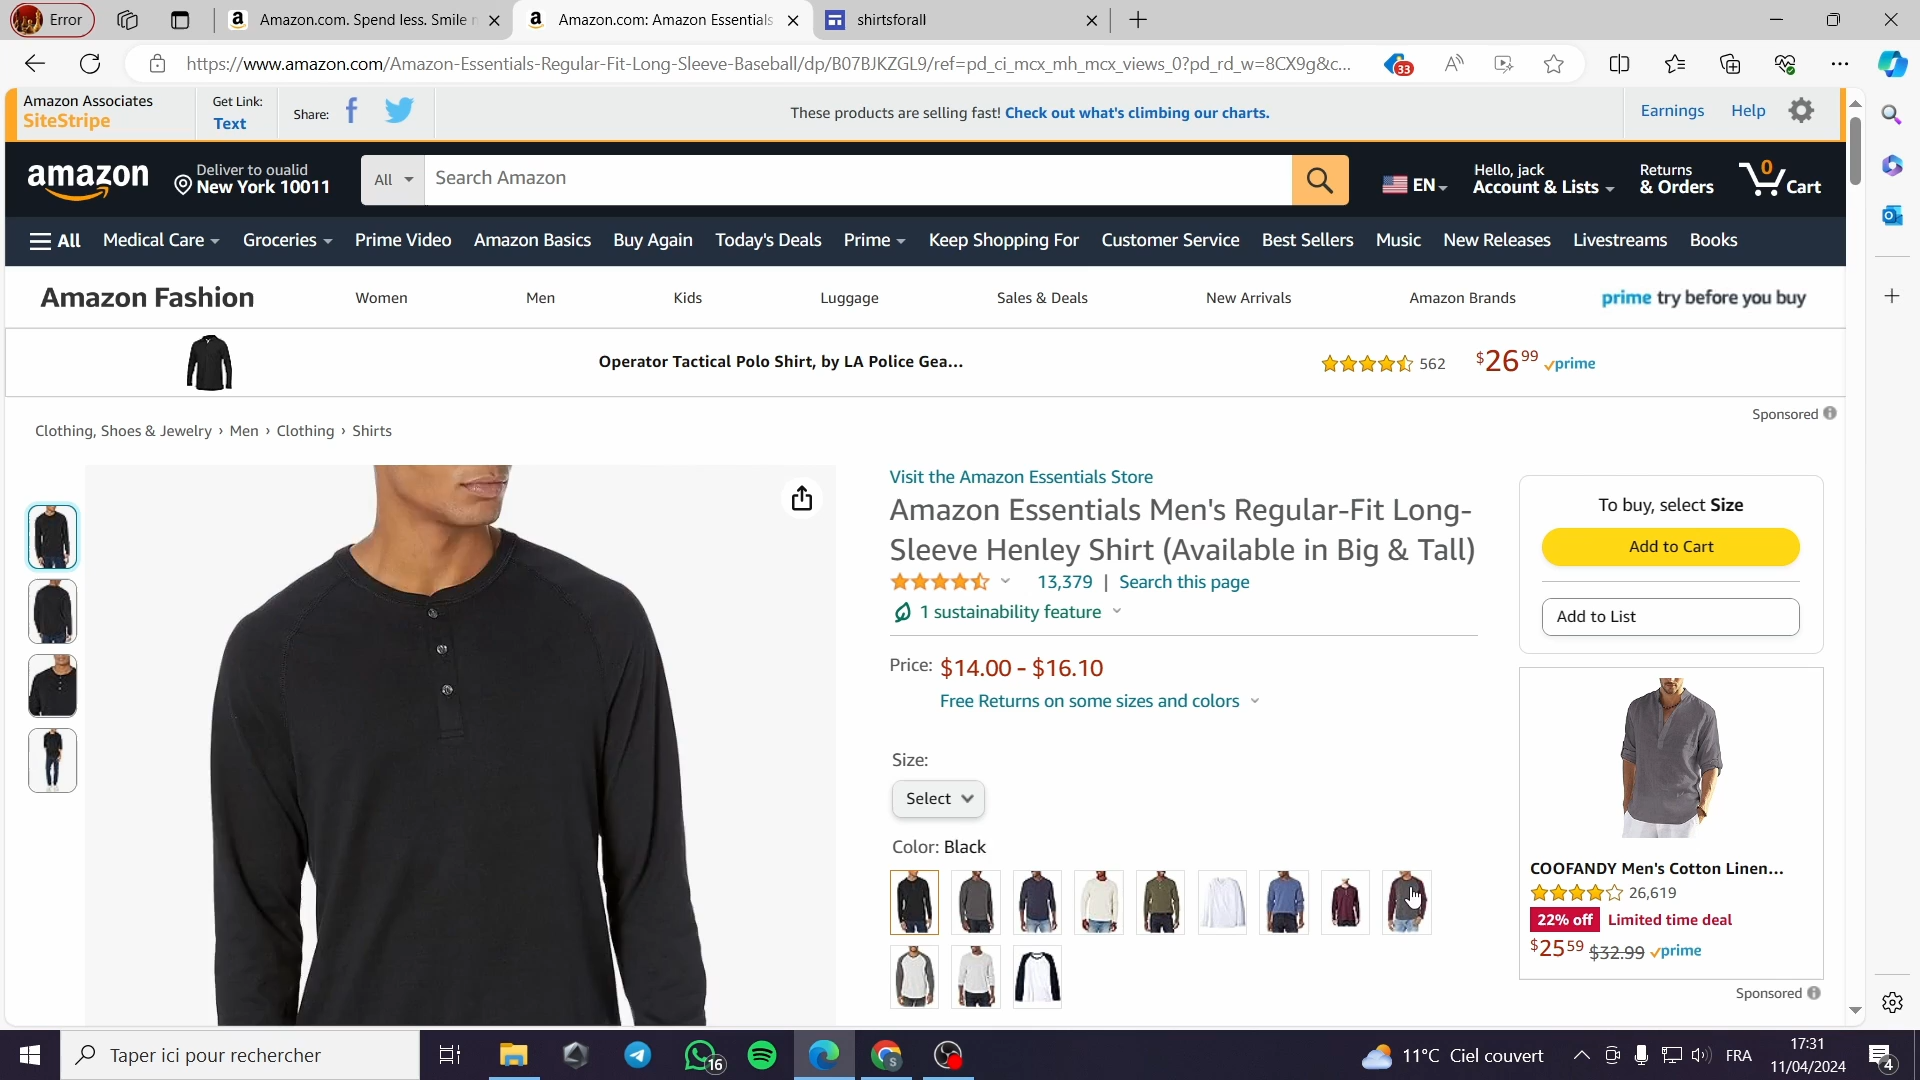 Error
Amazon.com. Spend less. Smile
Amazon.com: Amazon Essentials
shirtsforall
https://www.amazon.com/Amazon-Essentials-Regular-Fit-Long-Sleeve-Baseball/dp/B07BJKZGL9/ref=pd_ci_mcx_mh_mcx_views_0?pd_rd_w=8CX9g&c...
33
Amazon Associates
SiteStripe
Get Link:
Text
Share:
These products are selling fast! Check out what's climbing our charts.
Earnings
Help
amazon
Deliver to oualid
New York 10011
All
Search Amazon
EN
Hello, jack
Account & Lists
Returns
& Orders
0
Cart
All
Medical Care
Groceries
Prime Video
Amazon Basics
Buy Again
Today's Deals
Prime
Keep Shopping For
Customer Service
Best Sellers
Music
New Releases
Livestreams
Books
Amazon Fashion
Women
Men
Kids
Luggage
Sales & Deals
New Arrivals
Amazon Brands
prime try before you buy
Operator Tactical Polo Shirt, by LA Police Gea...
562
$26 99
prime
Sponsored
Clothing, Shoes & Jewelry › Men › Clothing › Shirts
Visit the Amazon Essentials Store
Amazon Essentials Men's Regular-Fit Long-
Sleeve Henley Shirt (Available in Big & Tall)
13,379 | Search this page
1 sustainability feature
Price: $14.00 - $16.10
Free Returns on some sizes and colors
Size:
Select
Color: Black
To buy, select Size
Add to Cart
Add to List
COOFANDY Men's Cotton Linen...
26,619
22% off Limited time deal
$25 59 $32.99 prime
Sponsored
Taper ici pour rechercher
16
11°C Ciel couvert
FRA
17:31
11/04/2024
4